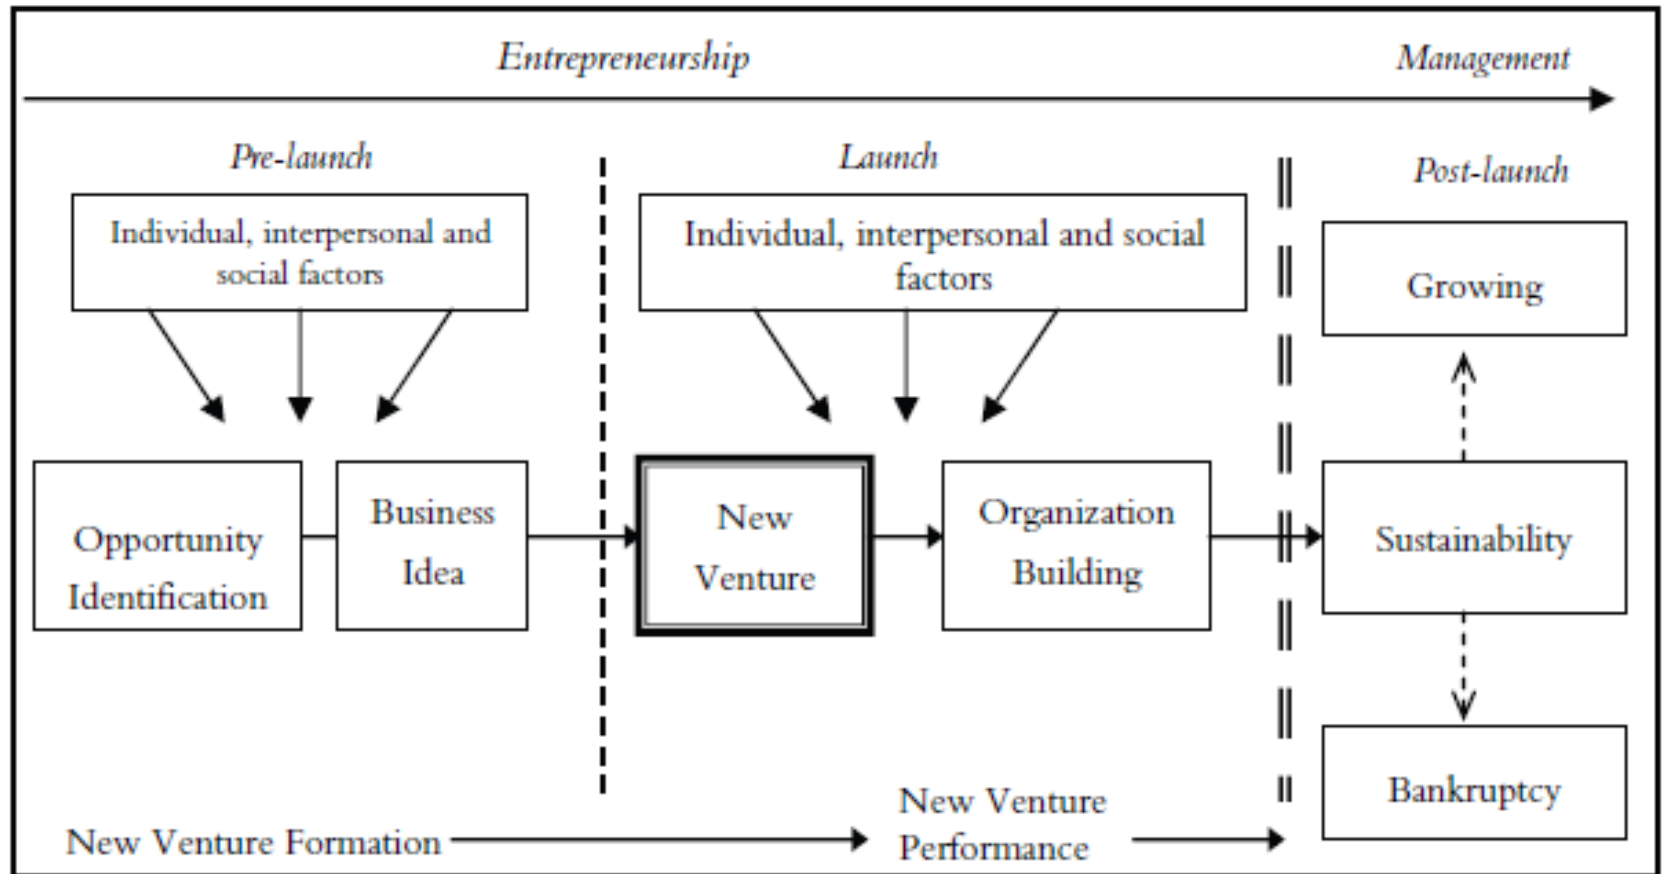 Entrepreneurship
Management
Pre-launch
Launch
Post-launch
Individual, interpersonal and
social factors
Individual, interpersonal and social
factors
Growing
Opportunity
Identification
Business
Idea
New
Venture
Organization
Building
Sustainability
Bankruptcy
New Venture Formation
New Venture
Performance